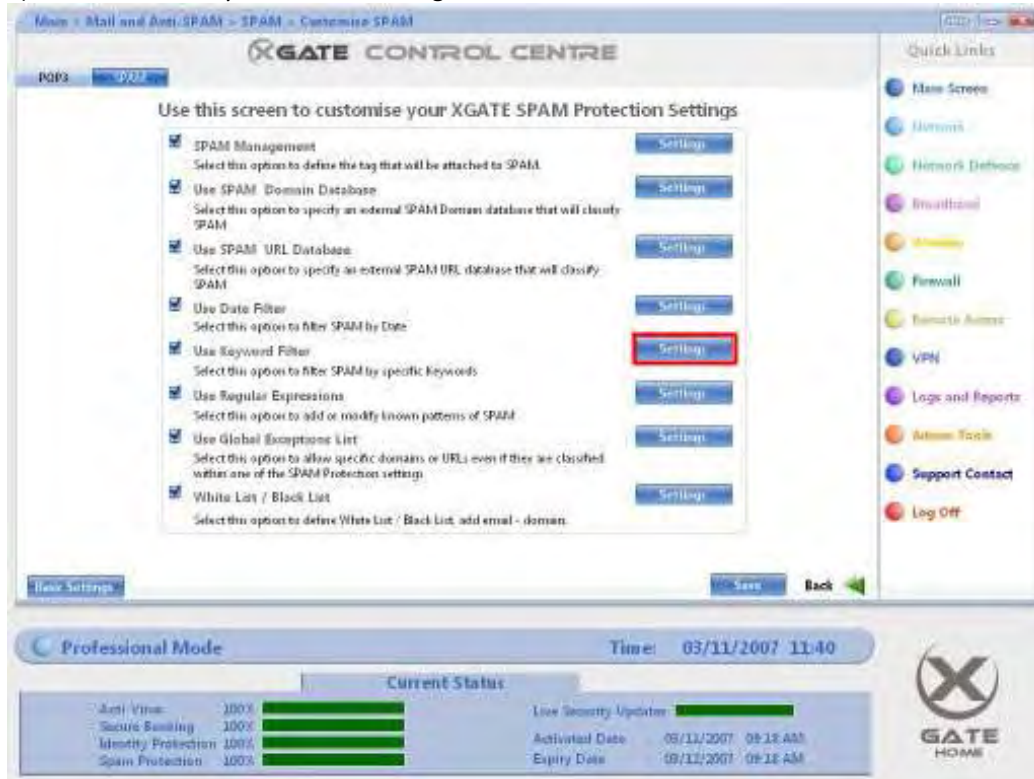 Main > Mail and Anti-SPAM > SPAM > Customise SPAM
XGATE CONTROL CENTRE
Quick Links
POP3 SPAM
Use this screen to customise your XGATE SPAM Protection Settings
SPAM Management Settings
Select this option to define the tag that will be attached to SPAM.
Use SPAM Domain Database Settings
Select this option to specify an external SPAM Domain database that will classify
SPAM
Use SPAM URL Database Settings
Select this option to specify an external SPAM URL database that will classify
SPAM
Use Date Filter Settings
Select this option to filter SPAM by Date
Use Keyword Filter Settings
Select this option to filter SPAM by specific Keywords
Use Regular Expressions Settings
Select this option to add or modify known patterns of SPAM
Use Global Exceptions List Settings
Select this option to allow specific domains or URLs even if they are classified
within one of the SPAM Protection settings
White List / Black List Settings
Select this option to define White List / Black List, add email - domain.
Basic Settings Save Back
Main Screen
Network Defence
Broadband
Firewall
Remote Access
VPN
Logs and Reports
Admin Tools
Support Contact
Log Off
Professional Mode Time: 03/11/2007 11:40
Current Status
Anti-Virus 100%
Secure Banking 100%
Identity Protection 100%
Spam Protection 100%
Live Security Updates
Activated Date 09:18 AM
Expiry Date 09:18 AM
X
GATE
HOME